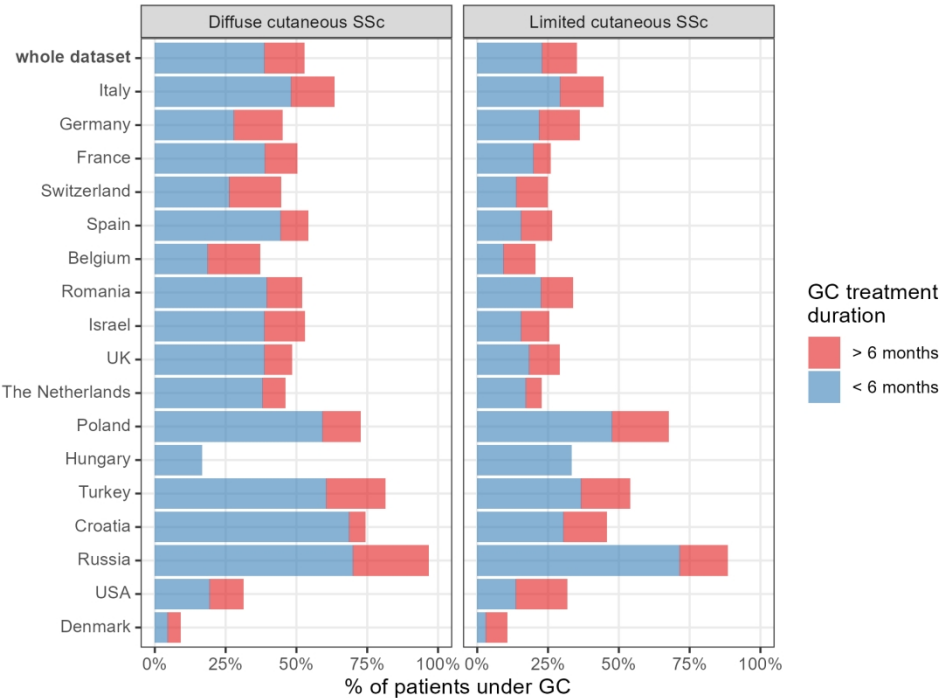 Diffuse cutaneous SSc
Limited cutaneous SSc
whole dataset
Italy
Germany
France
Switzerland
Spain
Belgium
Romania
Israel
UK
The Netherlands
Poland
Hungary
Turkey
Croatia
Russia
USA
Denmark
0% 25% 50% 75% 100% 0% 25% 50% 75% 100%
% of patients under GC
GC treatment
duration
> 6 months
< 6 months